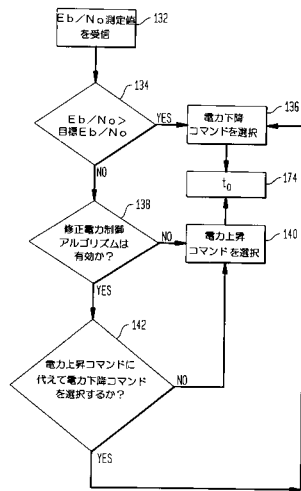 Eb/No測定値
を受信
132
134
Eb/No>
目標Eb/No
YES
電力下降
コマンドを選択
136
NO
174
to
138
修正電力制御
アルゴリズムは
有効か?
NO
電力上昇
コマンドを選択
140
YES
142
電力上昇コマンドに
代えて電力下降コマンド
を選択するか?
NO
YES